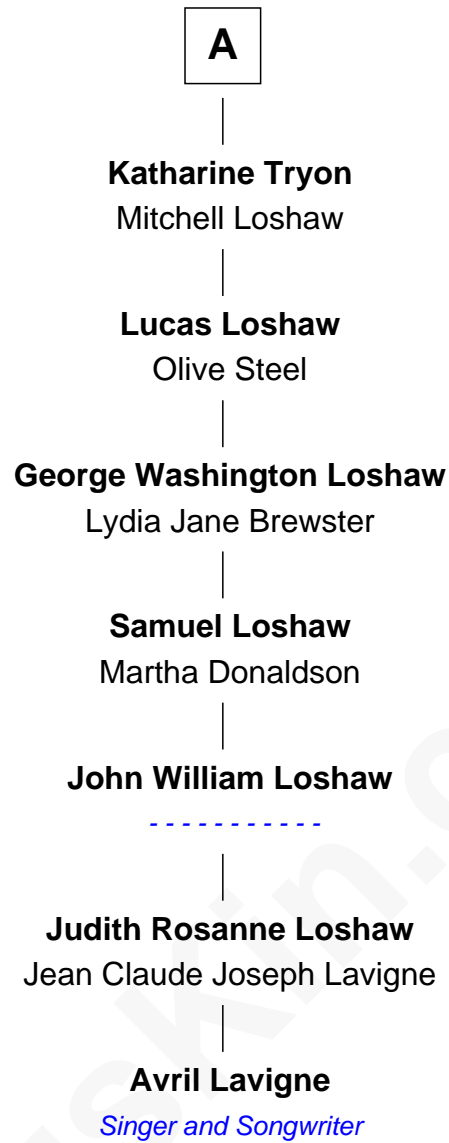 A
Katharine Tryon
Mitchell Loshaw
Lucas Loshaw
Olive Steel
George Washington Loshaw
Lydia Jane Brewster
Samuel Loshaw
Martha Donaldson
John William Loshaw
- - - - - - - - - - -
Judith Rosanne Loshaw
Jean Claude Joseph Lavigne
Avril Lavigne
Singer and Songwriter